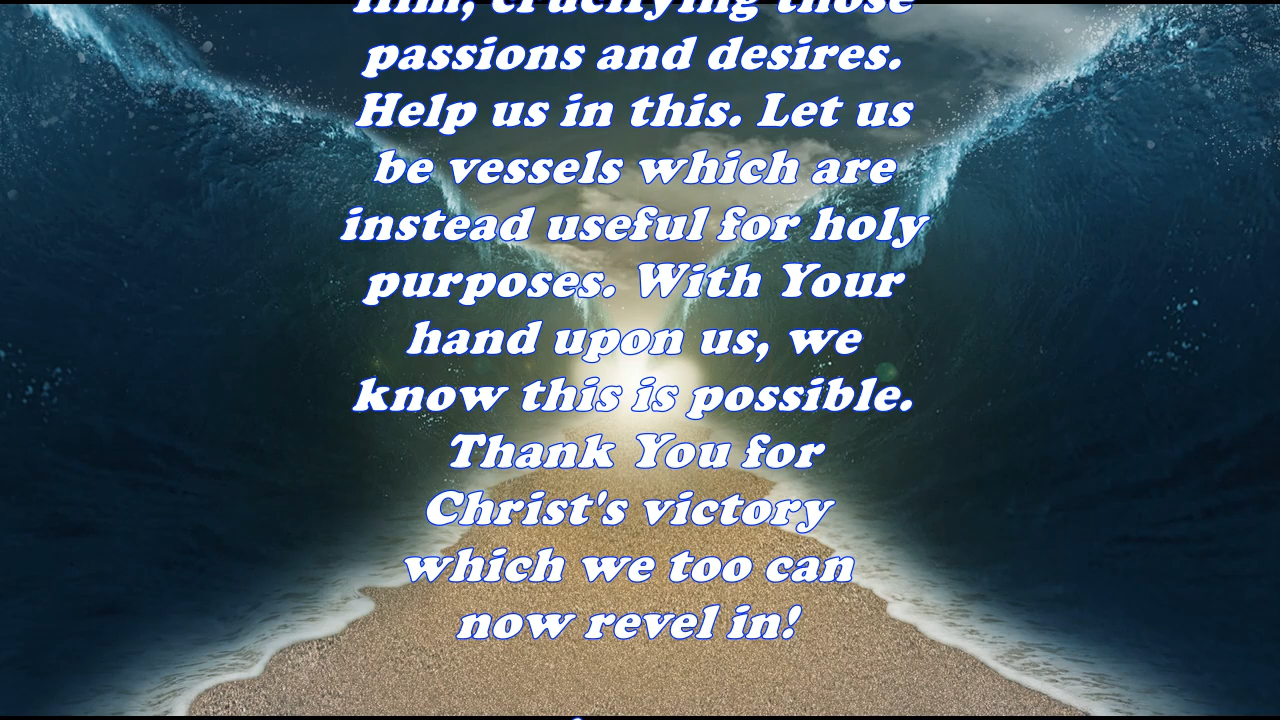 Him, crucifying those
passions and desires.
Help us in this. Let us
be vessels which are
instead useful for holy
purposes. With Your
hand upon us, we
know this is possible.
Thank You for
Christ's victory
which we too can
now revel in!